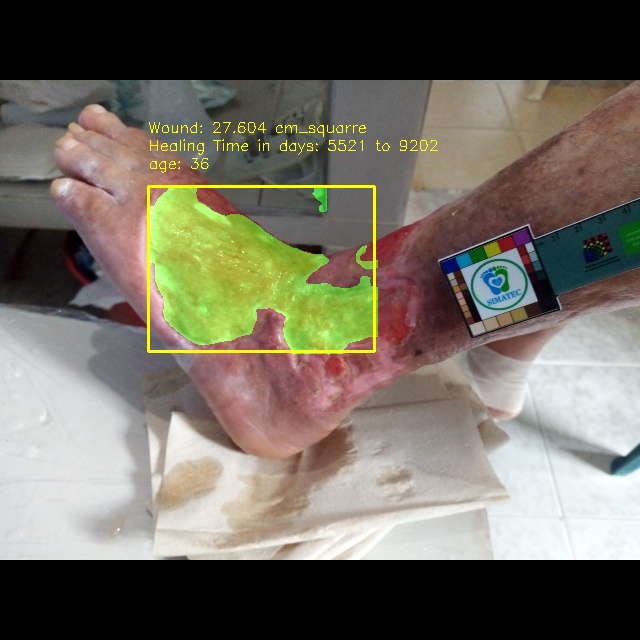 Wound: 27.604 cm_squarre
Healing Time in days: 5521 to 9202
age: 36
SIMATEC